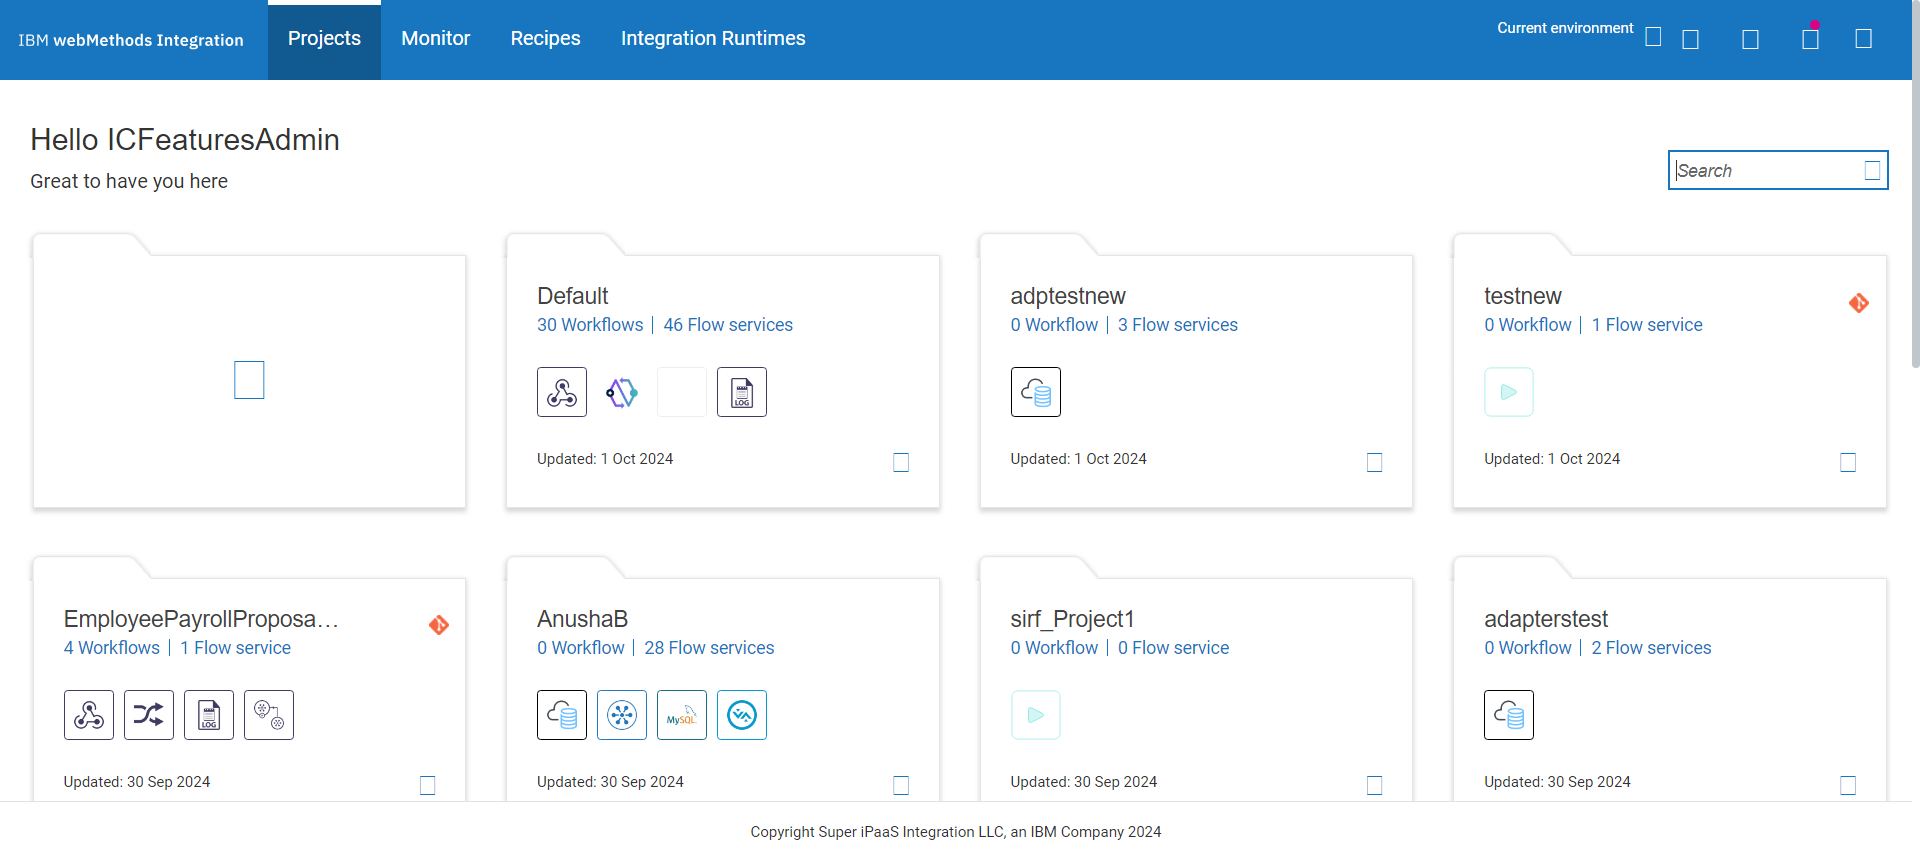 IBM webMethods Integration
Projects
Monitor
Recipes
Integration Runtimes
Current environment
Hello ICFeaturesAdmin
Great to have you here
Search
Default
30 Workflows | 46 Flow services
LOG
Updated: 1 Oct 2024
adptestnew
0 Workflow | 3 Flow services
Updated: 1 Oct 2024
testnew
0 Workflow | 1 Flow service
Updated: 1 Oct 2024
EmployeePayrollProposa...
4 Workflows | 1 Flow service
LOG
Updated: 30 Sep 2024
AnushaB
0 Workflow | 28 Flow services
MySQL
Updated: 30 Sep 2024
sirf_Project1
0 Workflow | 0 Flow service
Updated: 30 Sep 2024
adapterstest
0 Workflow | 2 Flow services
Updated: 30 Sep 2024
Copyright Super iPaaS Integration LLC, an IBM Company 2024